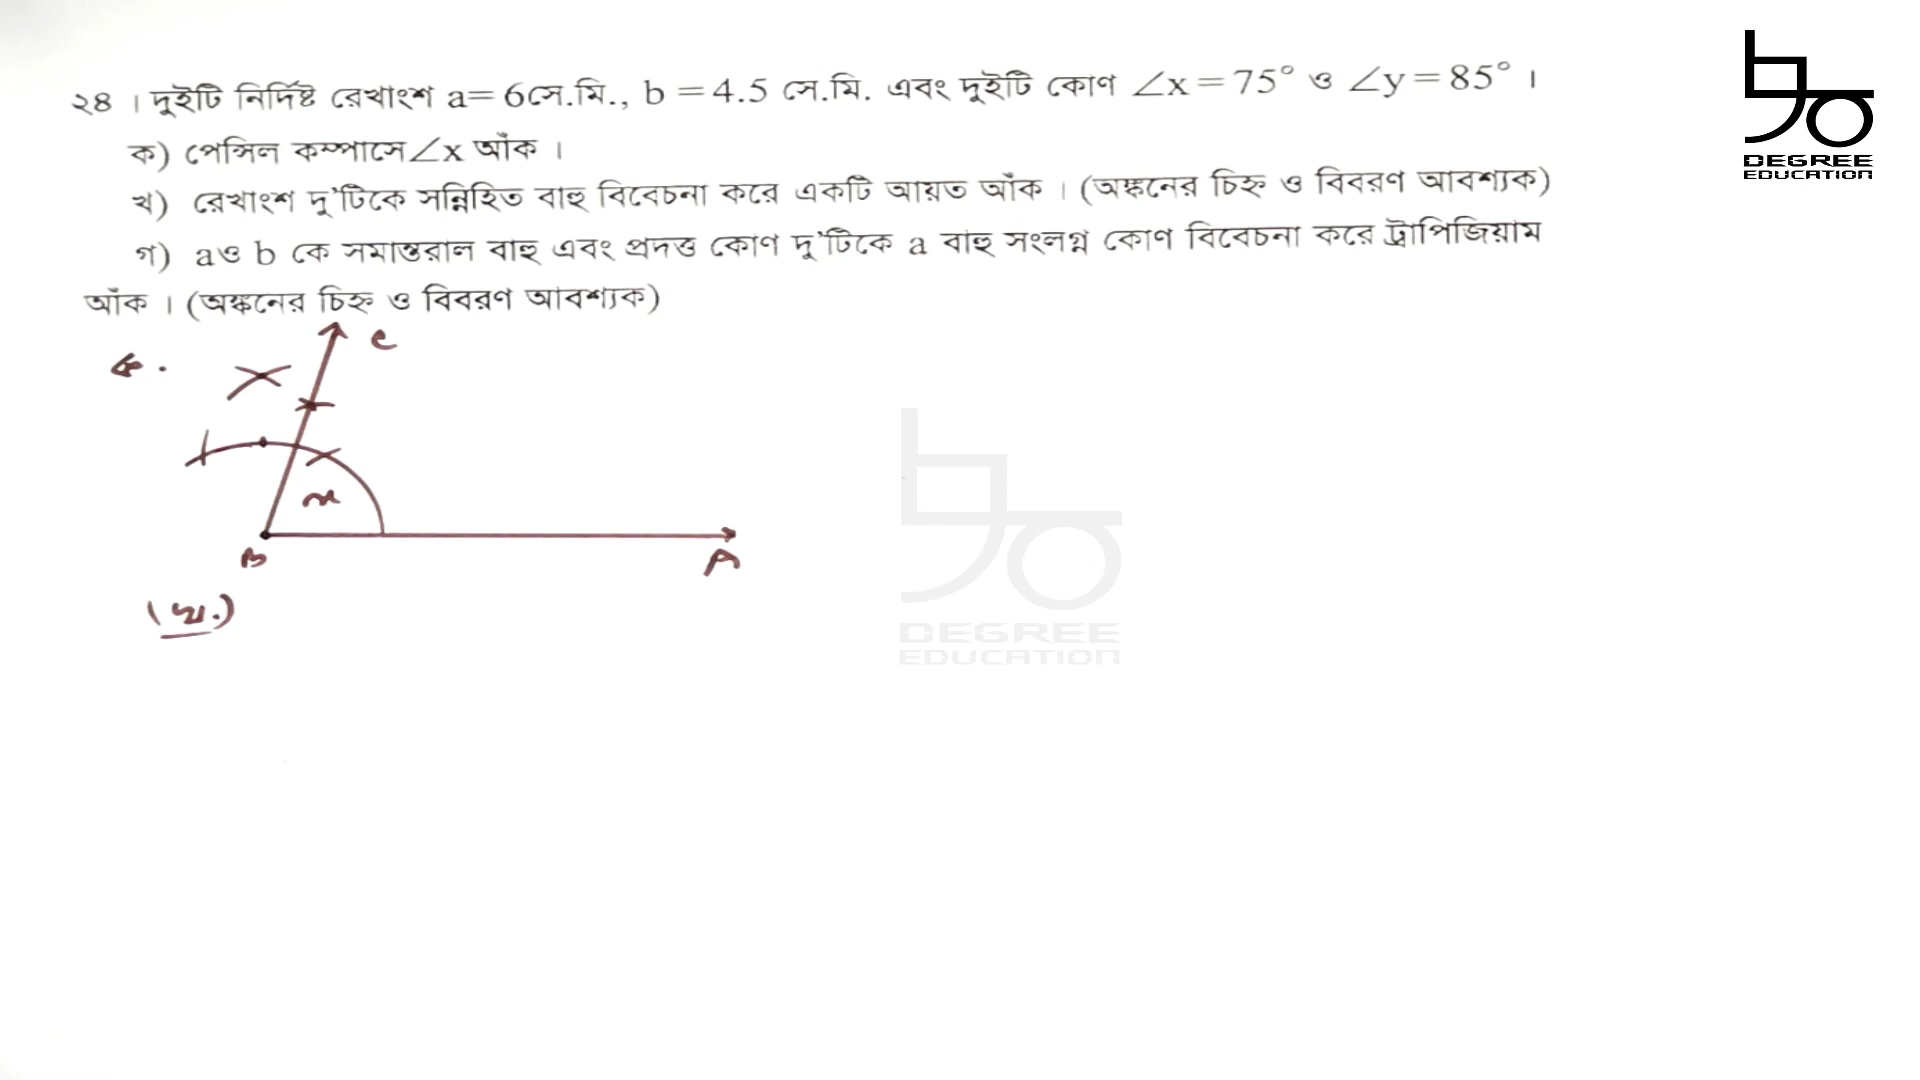 ২৪ । দুইটি নির্দিষ্ট রেখাংশ a= 6সে.মি., b = 4.5 সে.মি. এবং দুইটি কোণ ∠x = 75° ও ∠y = 85° ।
ক) পেন্সিল কম্পাসে ∠x আঁক ।
খ) রেখাংশ দু'টিকে সন্নিহিত বাহু বিবেচনা করে একটি আয়ত আঁক । (অঙ্কনের চিহ্ন ও বিবরণ আবশ্যক)
গ) a ও b কে সমান্তরাল বাহু এবং প্রদত্ত কোণ দু'টিকে a বাহু সংলগ্ন কোণ বিবেচনা করে ট্রাপিজিয়াম
আঁক । (অঙ্কনের চিহ্ন ও বিবরণ আবশ্যক)
DEGREE
EDUCATION
ক.
C
x
B
A
(খ.)
DEGREE
EDUCATION